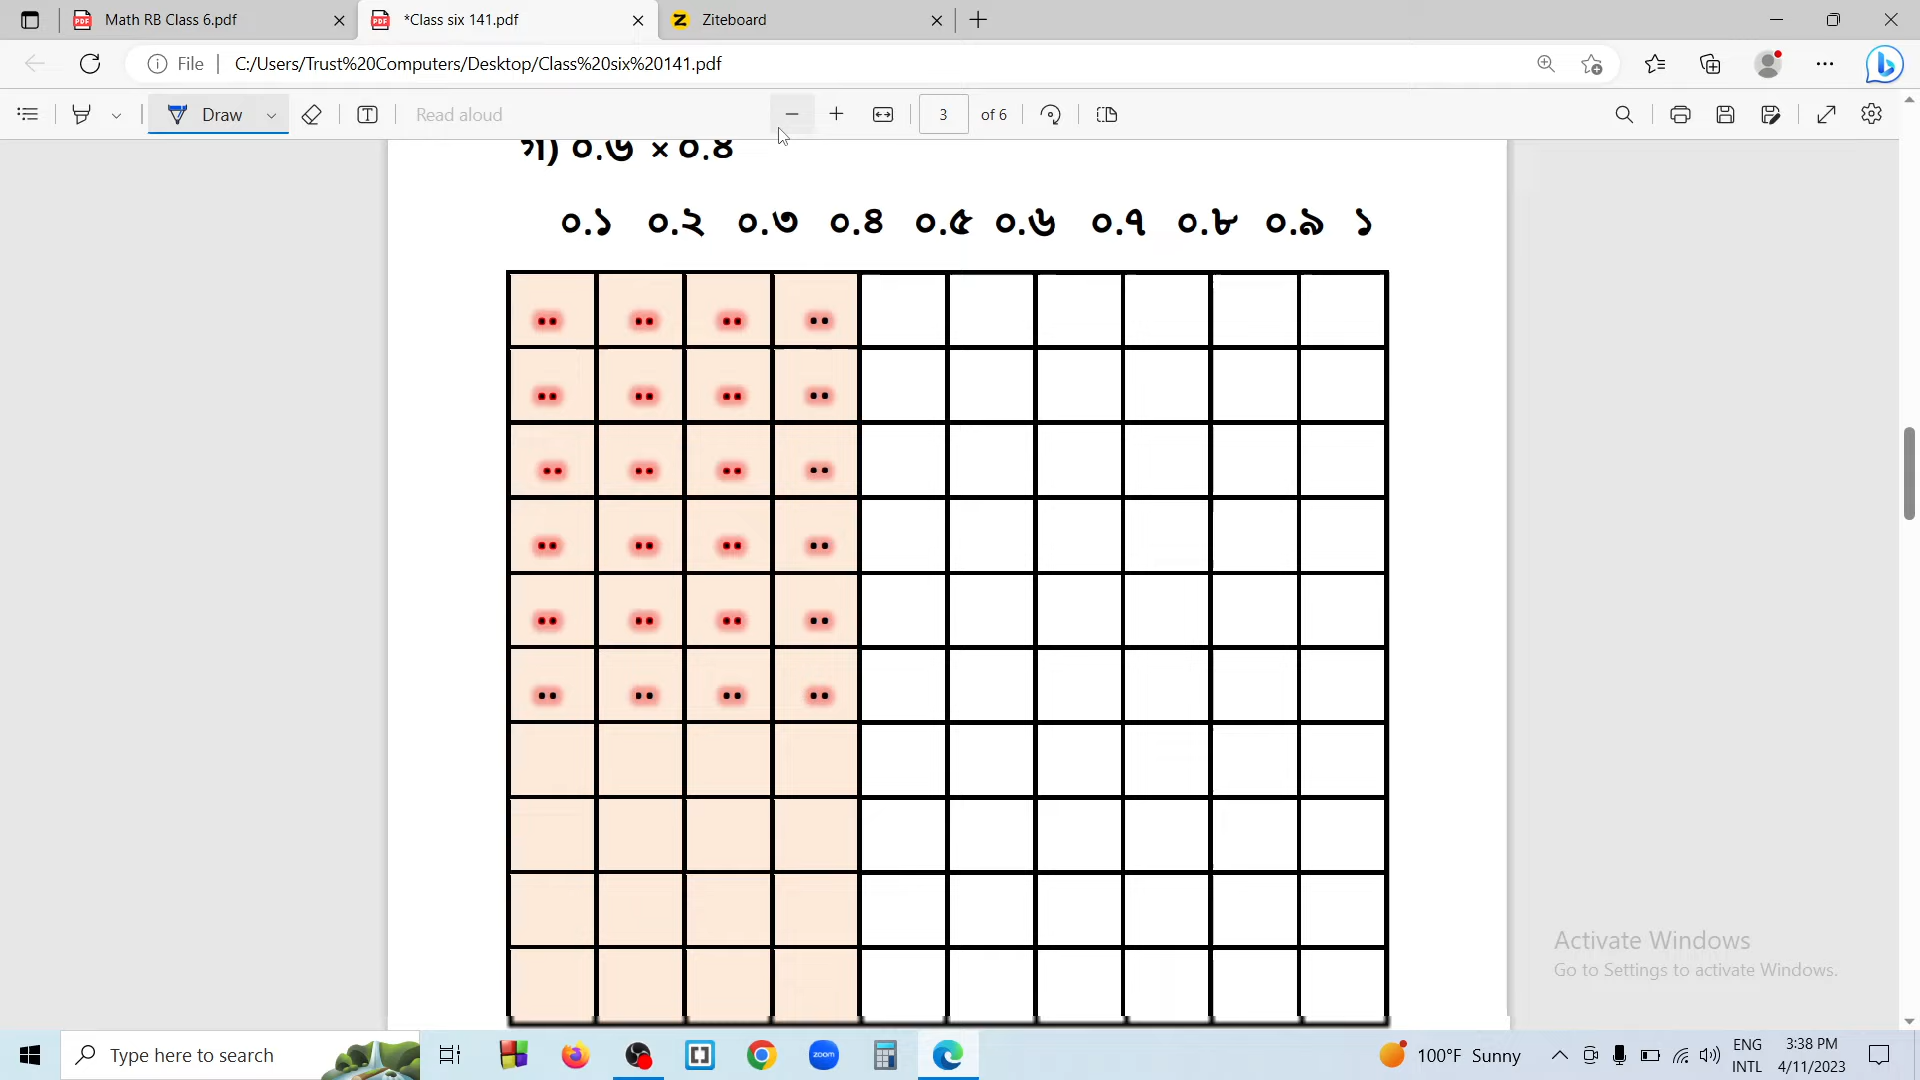 Math RB Class 6.pdf
*Class six 141.pdf
Ziteboard
File
C:/Users/Trust%20Computers/Desktop/Class%20six%20141.pdf
Draw
Read aloud
3 of 6
গ) ০.৬ × ০.৪
০.১ ০.২ ০.৩ ০.৪ ০.৫ ০.৬ ০.৭ ০.৮ ০.৯ ১
Activate Windows
Go to Settings to activate Windows.
Type here to search
zoom
100°F Sunny
ENG
INTL
3:38 PM
4/11/2023